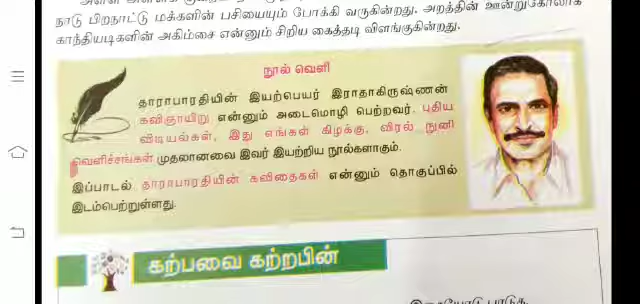 நாடு பிறநாட்டு மக்களின் பசியையும் போக்கி வருகின்றது. அறத்தின் ஊன்றுகோலாக
காந்தியடிகளின் அகிம்சை என்னும் சிறிய கைத்தடி விளங்குகின்றது.
நூல் வெளி
தாராபாரதியின் இயற்பெயர் இராதாகிருஷ்ணன்
கவிஞாயிறு என்னும் அடைமொழி பெற்றவர். புதிய
விடியல்கள், இது எங்கள் கிழக்கு, விரல் நுனி
வெளிச்சங்கள் முதலானவை இவர் இயற்றிய நூல்களாகும்.
இப்பாடல் தாராபாரதியின் கவிதைகள் என்னும் தொகுப்பில்
இடம்பெற்றுள்ளது.
கற்பவை கற்றபின்